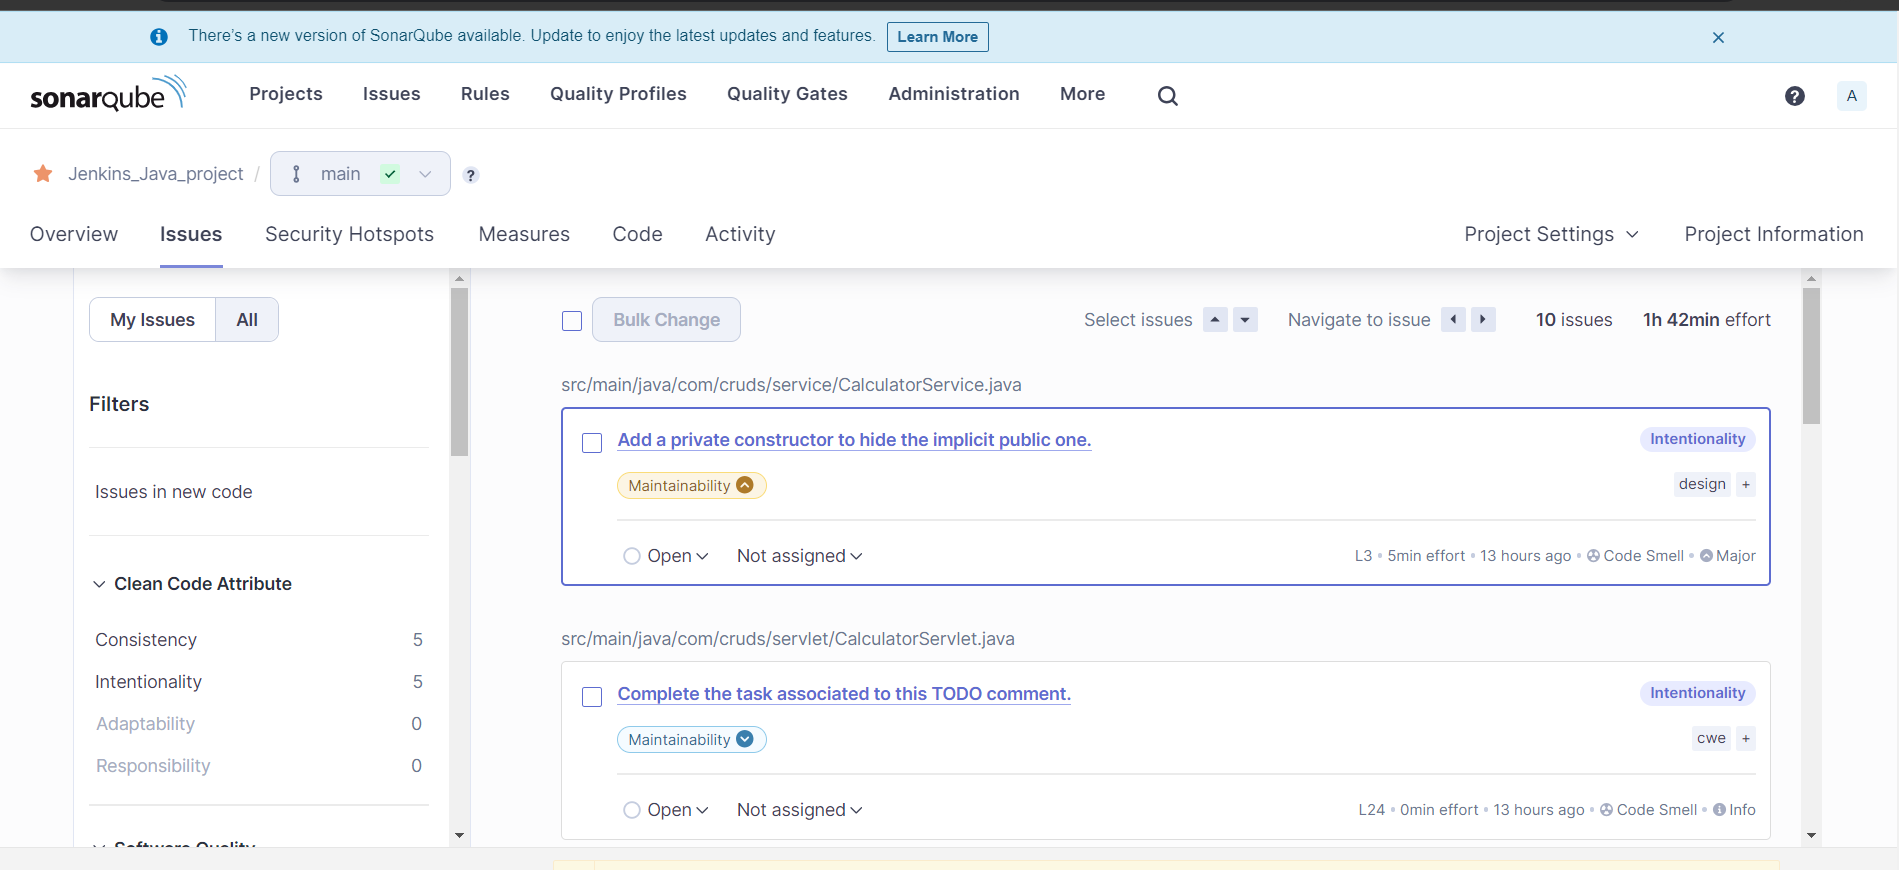 There's a new version of SonarQube available. Update to enjoy the latest updates and features. Learn More
sonarqube Projects Issues Rules Quality Profiles Quality Gates Administration More A
Jenkins_Java_project / main
Overview Issues Security Hotspots Measures Code Activity Project Settings Project Information
My Issues All
Filters
Issues in new code
Clean Code Attribute
Consistency 5
Intentionality 5
Adaptability 0
Responsibility 0
Software Quality
Bulk Change Select issues Navigate to issue 10 issues 1h 42min effort
src/main/java/com/cruds/service/CalculatorService.java
Add a private constructor to hide the implicit public one. Intentionality
Maintainability design +
Open Not assigned L3 • 5min effort • 13 hours ago • Code Smell • Major
src/main/java/com/cruds/servlet/CalculatorServlet.java
Complete the task associated to this TODO comment. Intentionality
Maintainability cwe +
Open Not assigned L24 • 0min effort • 13 hours ago • Code Smell • Info